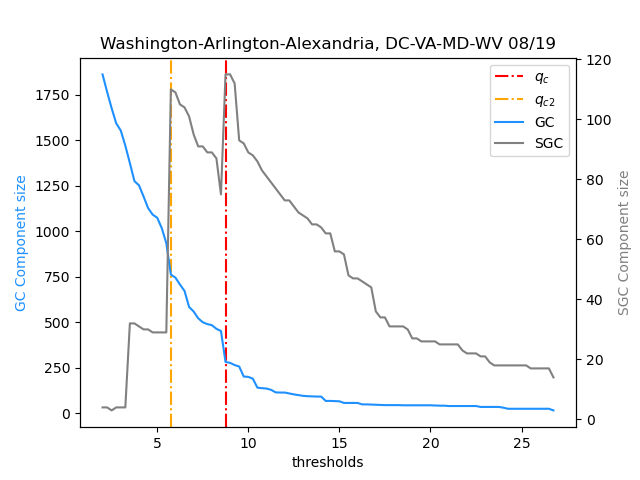 Washington-Arlington-Alexandria, DC-VA-MD-WV 08/19
q_c
q_{c2}
GC
SGC
GC Component size
1750
1500
1250
1000
750
500
250
0
120
100
80
60
40
20
0
SGC Component size
5 10 15 20 25
thresholds